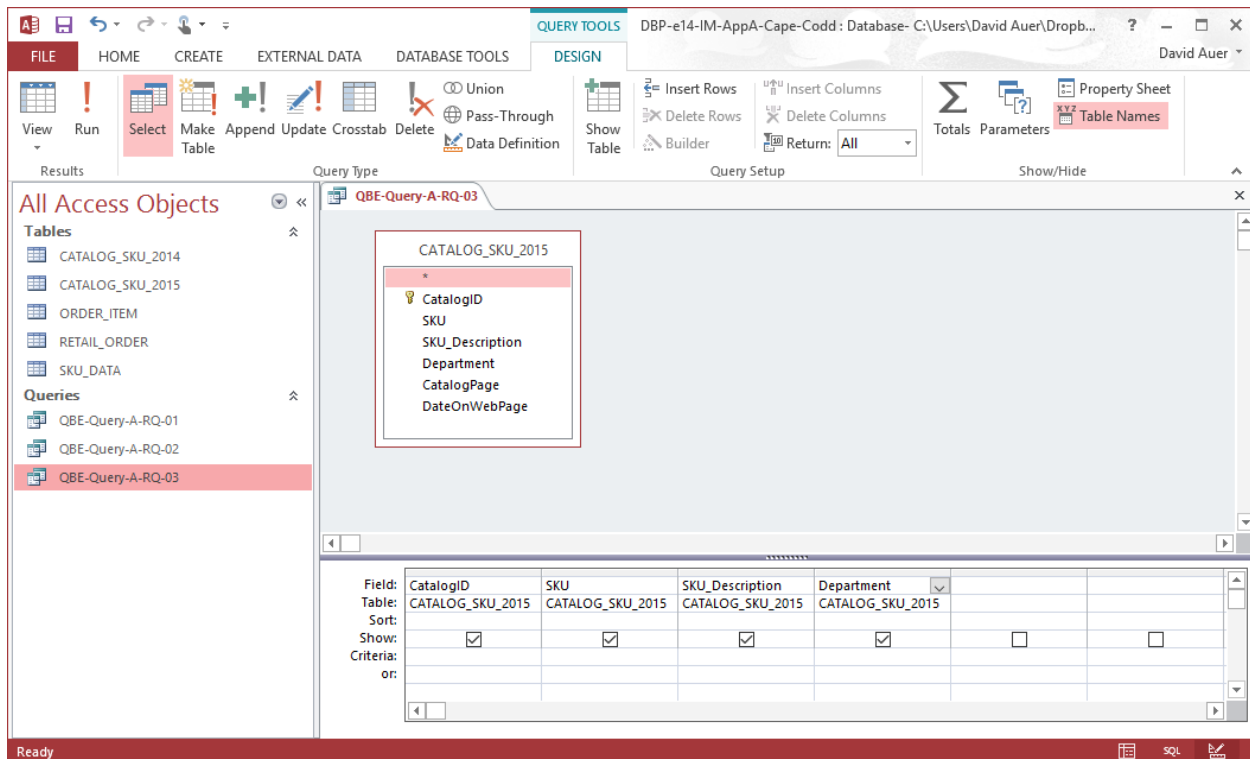 QUERY TOOLS DBP-e14-IM-AppA-Cape-Codd : Database- C:\Users\David Auer\Dropb... ?
FILE HOME CREATE EXTERNAL DATA DATABASE TOOLS DESIGN David Auer
View Run Select Make Table Append Update Crosstab Delete
Union
Pass-Through
Data Definition
Show Table
Insert Rows
Delete Rows
Builder
Insert Columns
Delete Columns
Return: All
Totals Parameters
Property Sheet
XYZ Table Names
Results Query Type Query Setup Show/Hide
All Access Objects
Tables
CATALOG_SKU_2014
CATALOG_SKU_2015
ORDER_ITEM
RETAIL_ORDER
SKU_DATA
Queries
QBE-Query-A-RQ-01
QBE-Query-A-RQ-02
QBE-Query-A-RQ-03
QBE-Query-A-RQ-03
CATALOG_SKU_2015
*
CatalogID
SKU
SKU_Description
Department
CatalogPage
DateOnWebPage
Field: CatalogID SKU SKU_Description Department
Table: CATALOG_SKU_2015 CATALOG_SKU_2015 CATALOG_SKU_2015 CATALOG_SKU_2015
Sort:
Show:
Criteria:
or:
Ready SQL